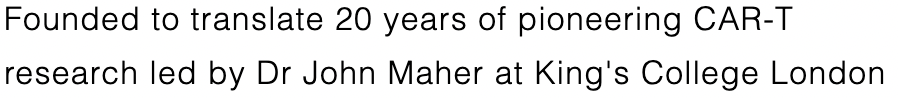 Founded to translate 20 years of pioneering CAR-T
research led by Dr John Maher at King's College London